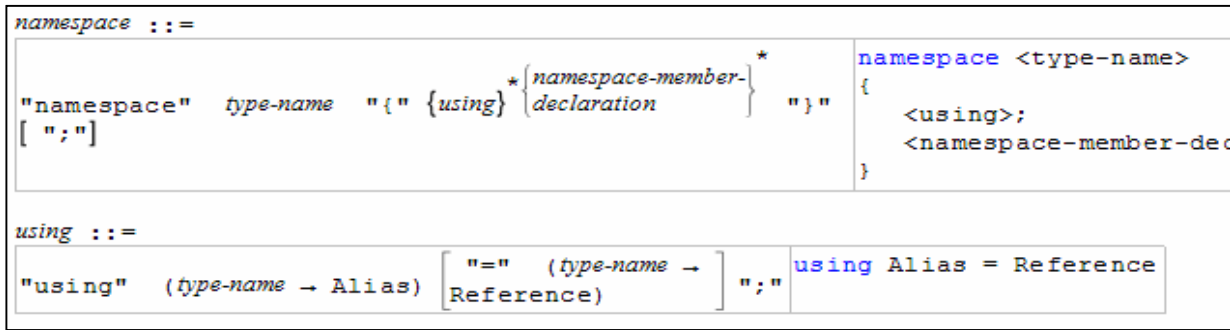 namespace ::=
"namespace" type-name "{" {using}* {namespace-member-
declaration}* "}"
[ ";"]
namespace <type-name>
{
<using>;
<namespace-member-dec
}
using ::=
"using" (type-name → Alias) [ "=" (type-name →
Reference) ] ";"
using Alias = Reference